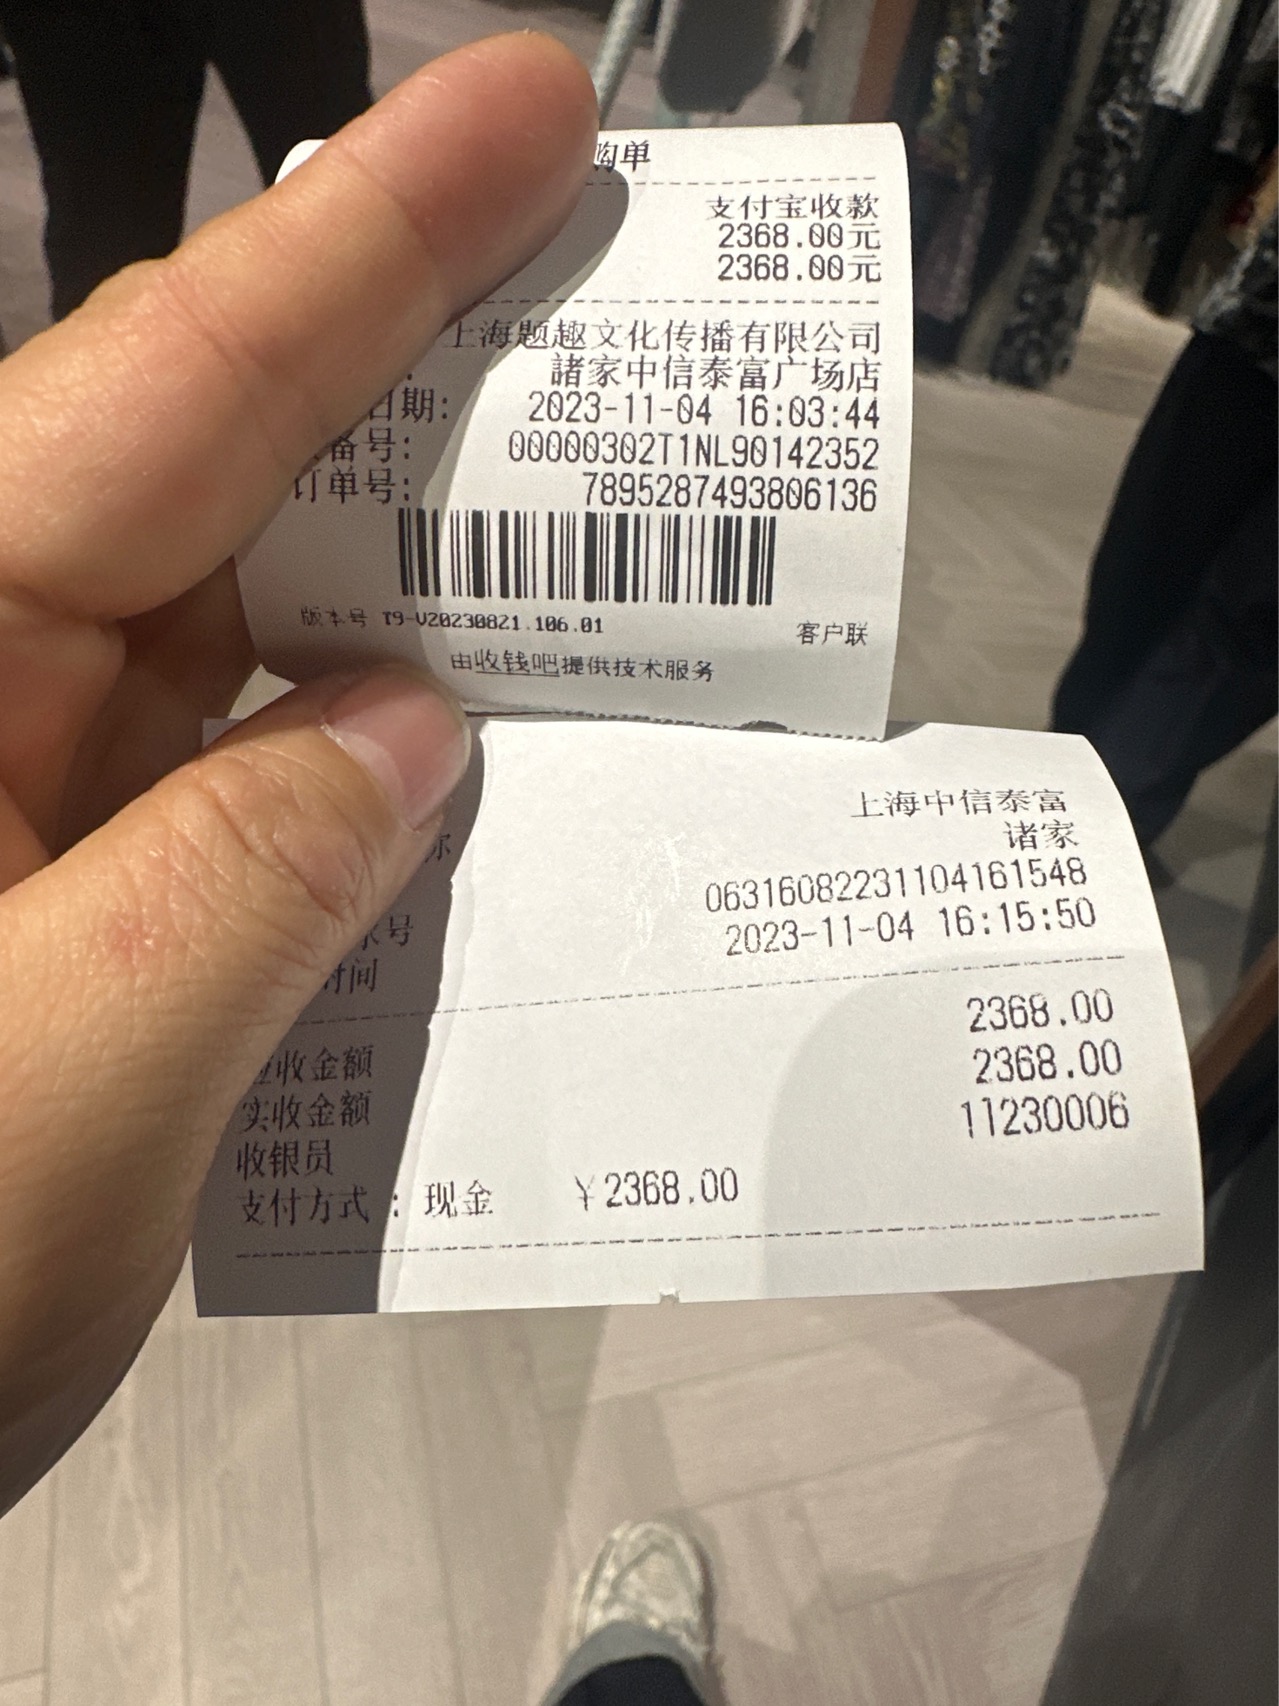 购单
支付宝收款
2368.00元
2368.00元
上海题趣文化传播有限公司
諸家中信泰富广场店
日期: 2023-11-04 16:03:44
备号: 00000302T1NL90142352
订单号: 7895287493806136
版本号 T9-V20230821.106.01
客户联
由收钱吧提供技术服务
上海中信泰富
诸家
06316082231104161548
号 2023-11-04 16:15:50
时间
2368.00
应收金额 2368.00
实收金额 11230006
收银员
支付方式 : 现金 ¥2368.00